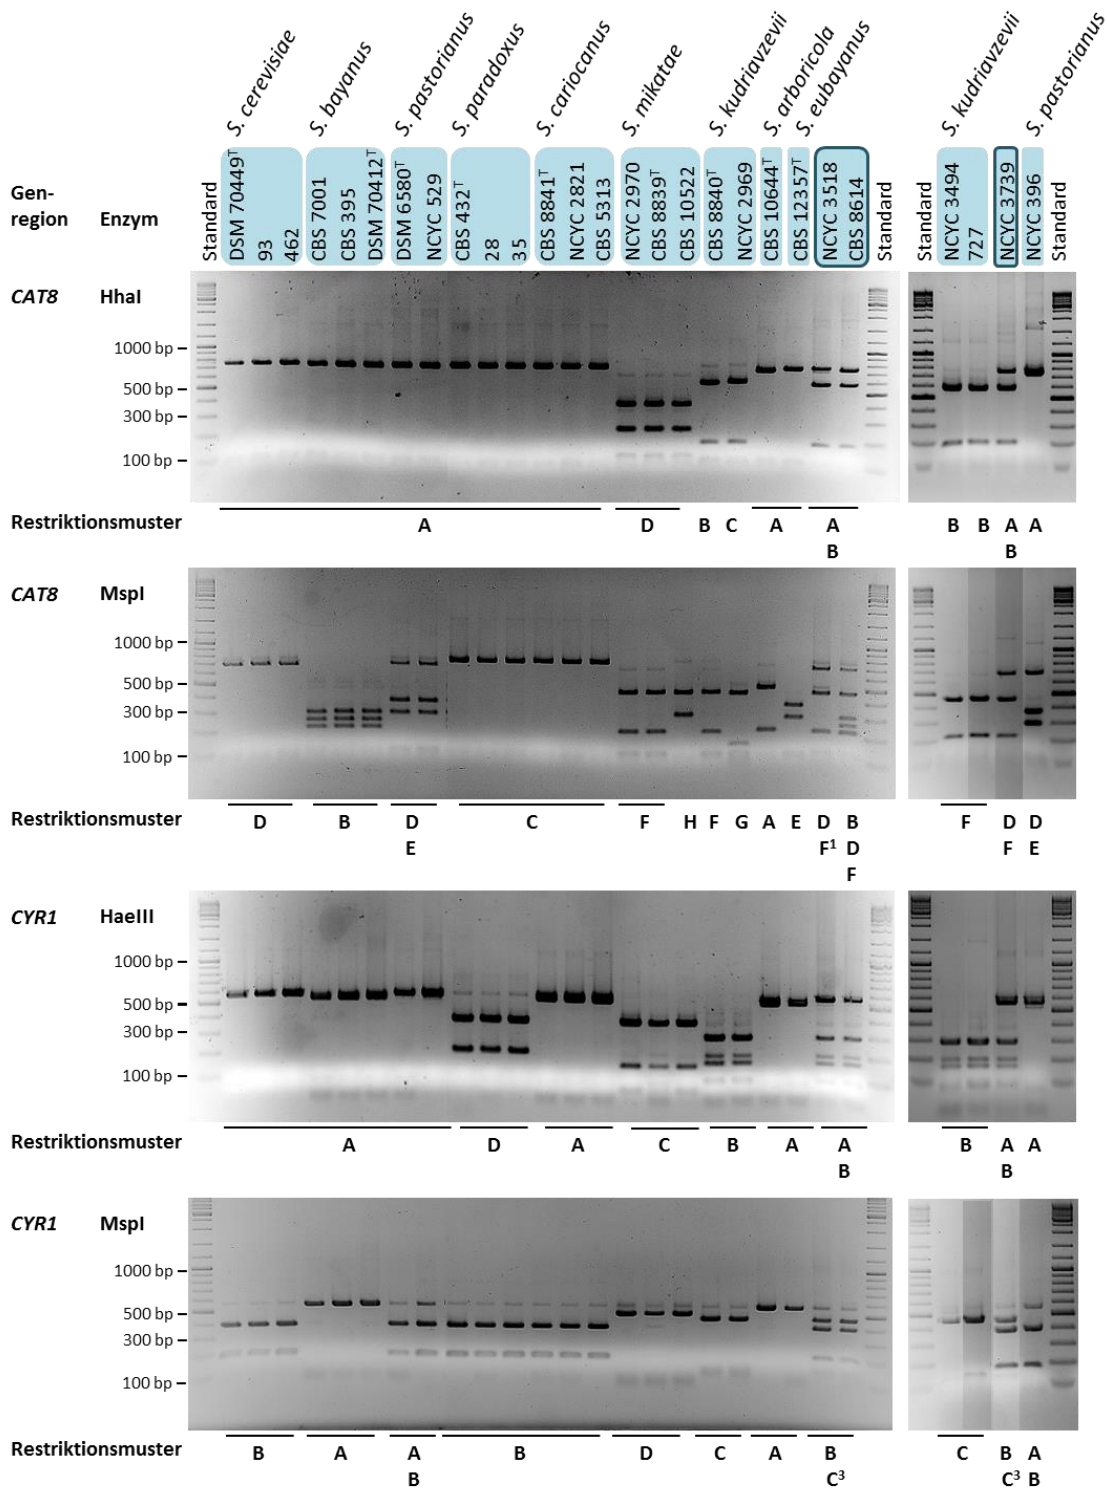 S. cerevisiae S. bayanus S. pastorianus S. paradoxus S. cariocanus S. mikatae S. kudriavzevii S. arboricola S. eubayanus S. kudriavzevii S. pastorianus
Gen-
region Enzym
Standard DSM 70449ᵀ 93 462 CBS 7001 CBS 395 DSM 70412ᵀ DSM 6580ᵀ NCYC 529 CBS 432ᵀ 28 35 CBS 8841ᵀ NCYC 2821 CBS 5313 NCYC 2970 CBS 8839ᵀ CBS 10522 CBS 8840ᵀ NCYC 2969 CBS 10644ᵀ CBS 12357ᵀ NCYC 3518 CBS 8614 Standard Standard NCYC 3494 727 NCYC 3739 NCYC 396 Standard
CAT8 HhaI
1000 bp
500 bp
300 bp
100 bp
Restriktionsmuster A D B C A A B B A A
B B
CAT8 MspI
1000 bp
500 bp
300 bp
100 bp
Restriktionsmuster D B D C F H F G A E D B F D D
E F¹ D F E
F
CYR1 HaeIII
1000 bp
500 bp
300 bp
100 bp
Restriktionsmuster A D A C B A A B A A
B B
CYR1 MspI
1000 bp
500 bp
300 bp
100 bp
Restriktionsmuster B A A B D C A B C B A
B C³ C³ B